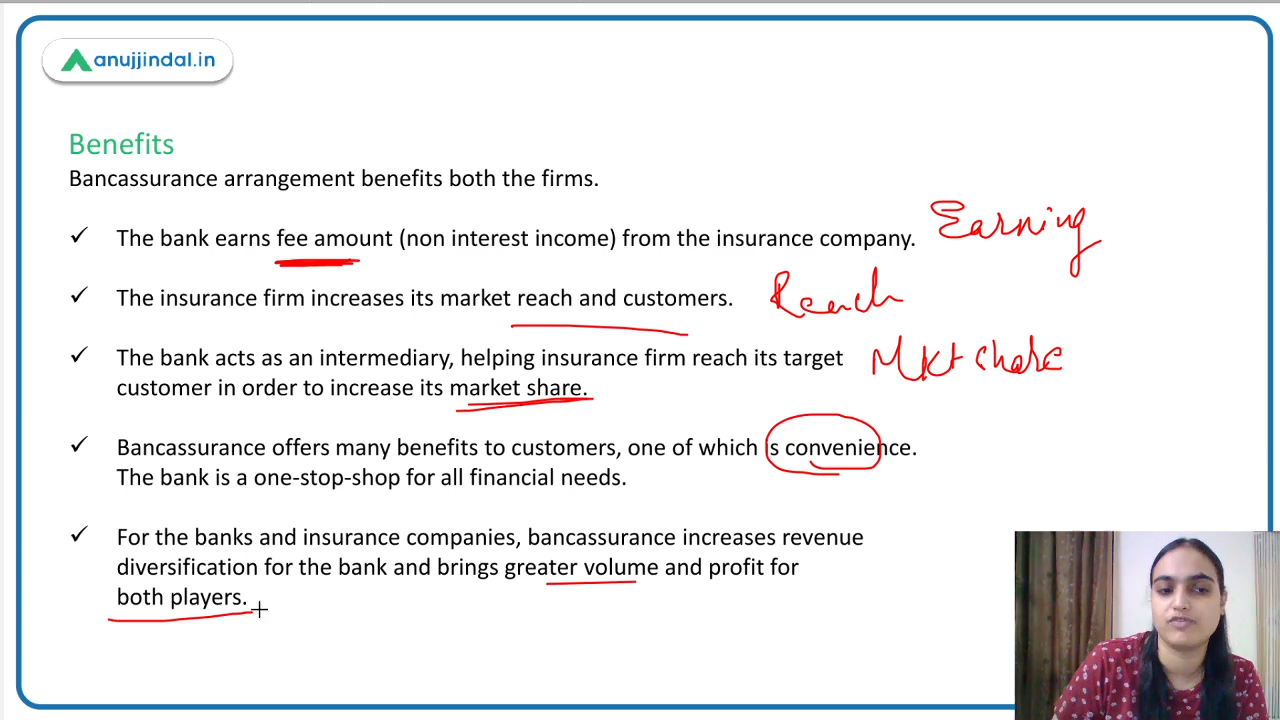 anujjindal.in
Benefits
Bancassurance arrangement benefits both the firms.
✓ The bank earns fee amount (non interest income) from the insurance company. Earning
✓ The insurance firm increases its market reach and customers. Reach
✓ The bank acts as an intermediary, helping insurance firm reach its target Mkt share
customer in order to increase its market share.
✓ Bancassurance offers many benefits to customers, one of which is convenience.
The bank is a one-stop-shop for all financial needs.
✓ For the banks and insurance companies, bancassurance increases revenue
diversification for the bank and brings greater volume and profit for
both players.